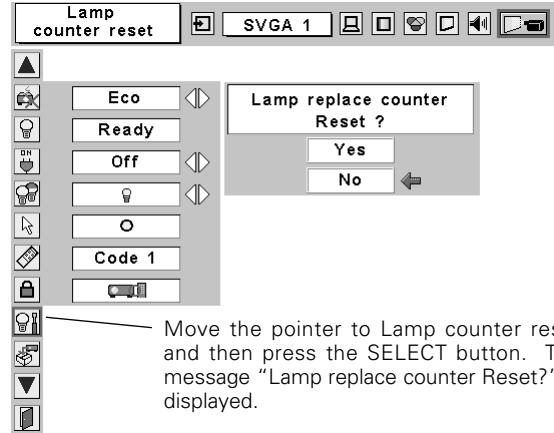 Lamp
counter reset
SVGA 1
Eco
Ready
ON
Off
Code 1
Lamp replace counter
Reset ?
Yes
No
Move the pointer to Lamp counter res
and then press the SELECT button. T
message “Lamp replace counter Reset?”
displayed.